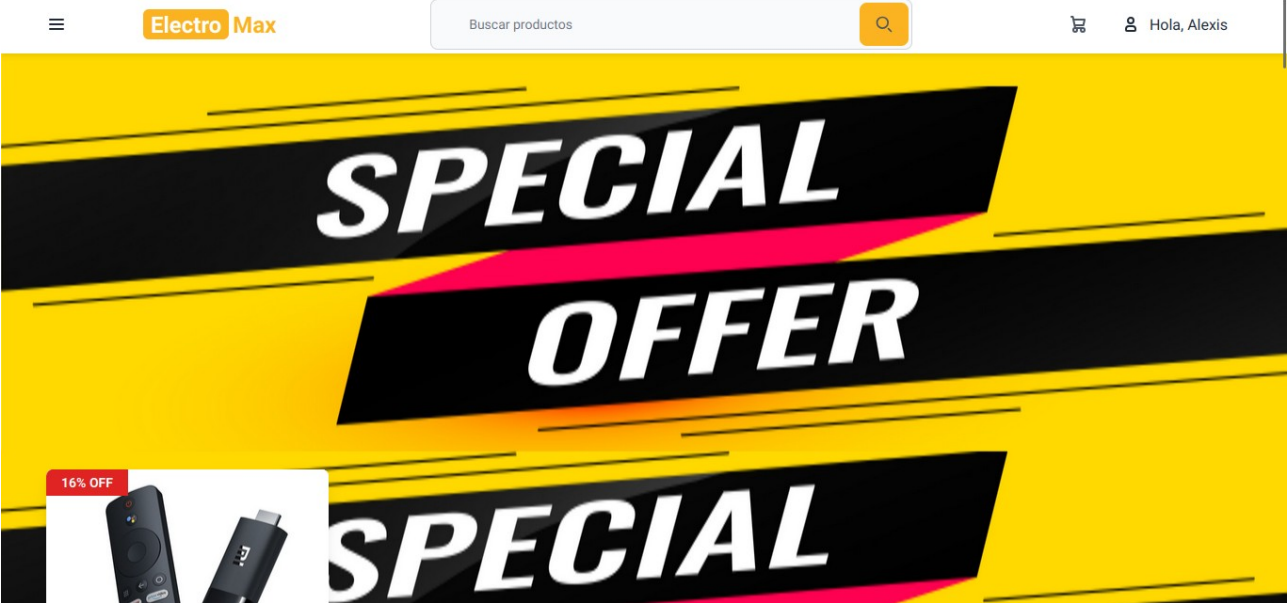 Electro Max
Buscar productos
Hola, Alexis
SPECIAL
OFFER
16% OFF
SPECIAL